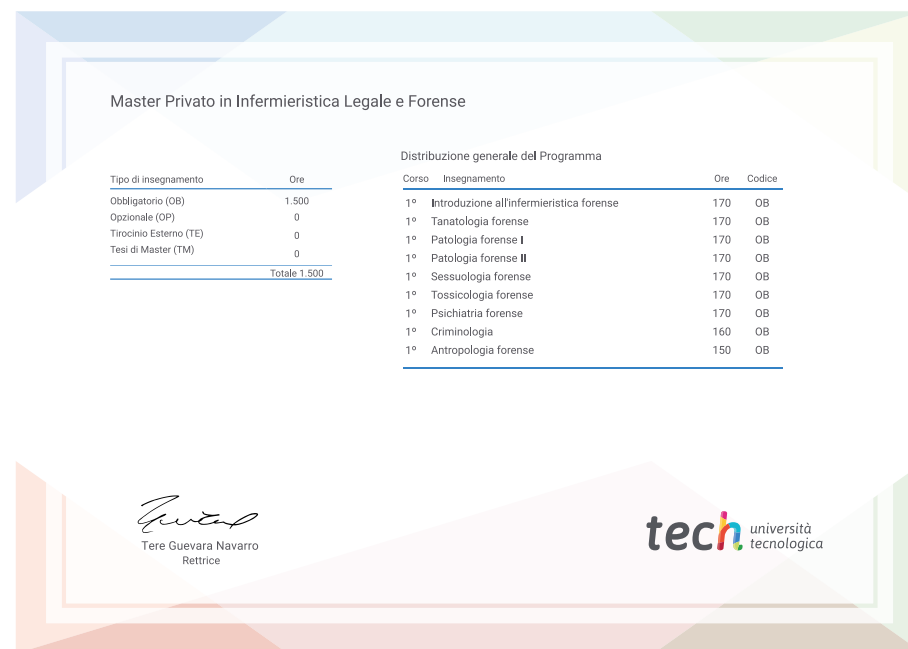 Master Privato in Infermieristica Legale e Forense
Tipo di insegnamento Ore
Obbligatorio (OB) 1.500
Opzionale (OP) 0
Tirocinio Esterno (TE) 0
Tesi di Master (TM) 0
Totale 1.500
Distribuzione generale del Programma
Corso Insegnamento Ore Codice
1º Introduzione all'infermieristica forense 170 OB
1º Tanatologia forense 170 OB
1º Patologia forense I 170 OB
1º Patologia forense II 170 OB
1º Sessuologia forense 170 OB
1º Tossicologia forense 170 OB
1º Psichiatria forense 170 OB
1º Criminologia 160 OB
1º Antropologia forense 150 OB
Tere Guevara Navarro
Rettrice
tech università
tecnologica